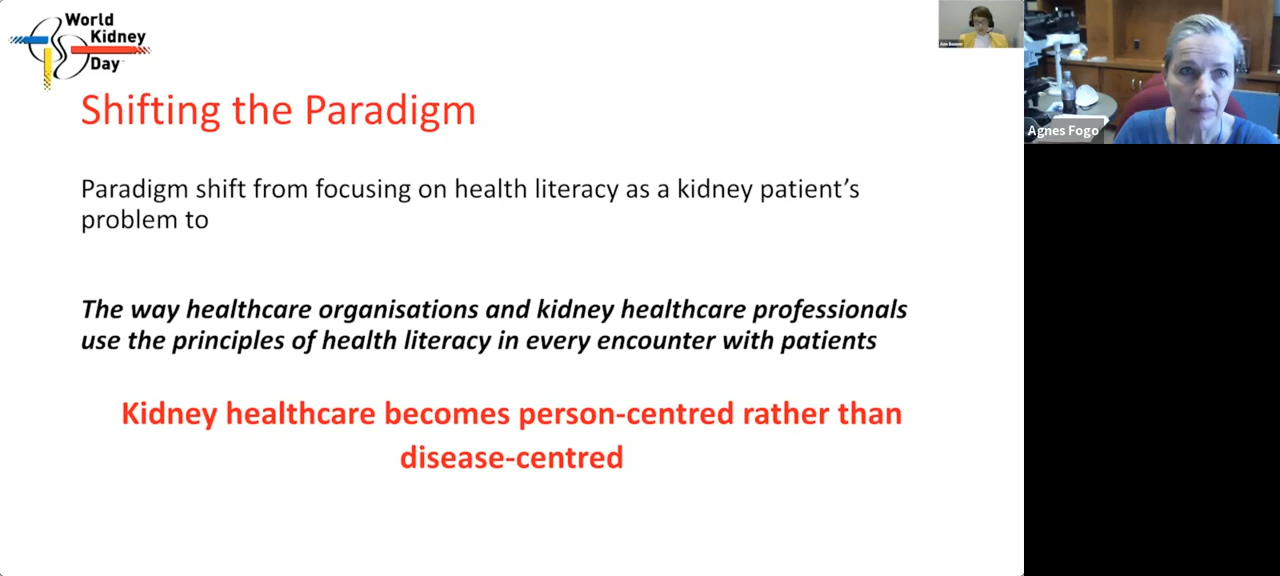 World
Kidney
Day
Shifting the Paradigm
Paradigm shift from focusing on health literacy as a kidney patient’s
problem to
The way healthcare organisations and kidney healthcare professionals
use the principles of health literacy in every encounter with patients
Kidney healthcare becomes person-centred rather than
disease-centred
Agnes Fogo